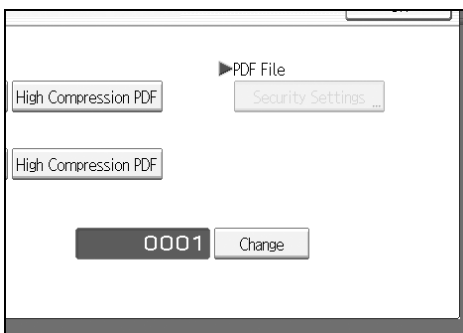 ▶PDF File
High Compression PDF
Security Settings ...
High Compression PDF
0001
Change